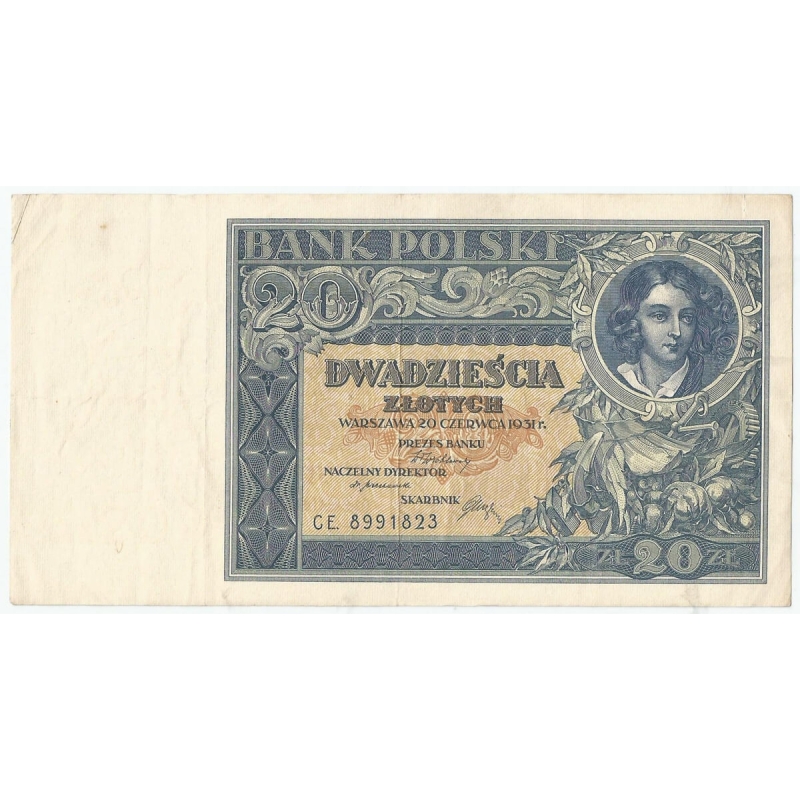 BANK POLSKI
20
DWADZIEŚCIA
ZŁOTYCH
WARSZAWA 20 CZERWCA 1931 r.
PREZES BANKU
NACZELNY DYREKTOR
SKARBNIK
CE. 8991823
ZŁ 20 ZŁ